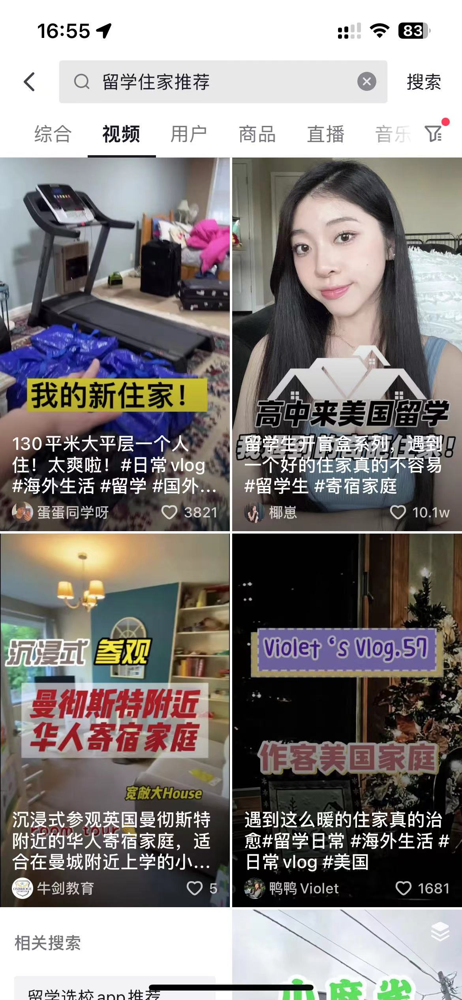 16:55
83
留学住家推荐
搜索
综合 视频 用户 商品 直播 音乐
我的新住家！
130平米大平层一个人
住！太爽啦！#日常vlog
#海外生活 #留学 #国外...
蛋蛋同学呀 3821
高中来美国留学
留学生开盲盒系列，遇到
一个好的住家真的不容易
#留学生 #寄宿家庭
椰崽 10.1w
沉浸式 参观
曼彻斯特附近
华人寄宿家庭
宽敞大House
room tour
沉浸式参观英国曼彻斯特
附近的华人寄宿家庭，适
合在曼城附近上学的小...
OXBRIDGE
牛剑教育 5
Violet ‘s Vlog.57
作客美国家庭
遇到这么暖的住家真的治
愈#留学日常 #海外生活 #
日常vlog #美国
鸭鸭Violet 1681
相关搜索
留学选校app推荐
小麻雀